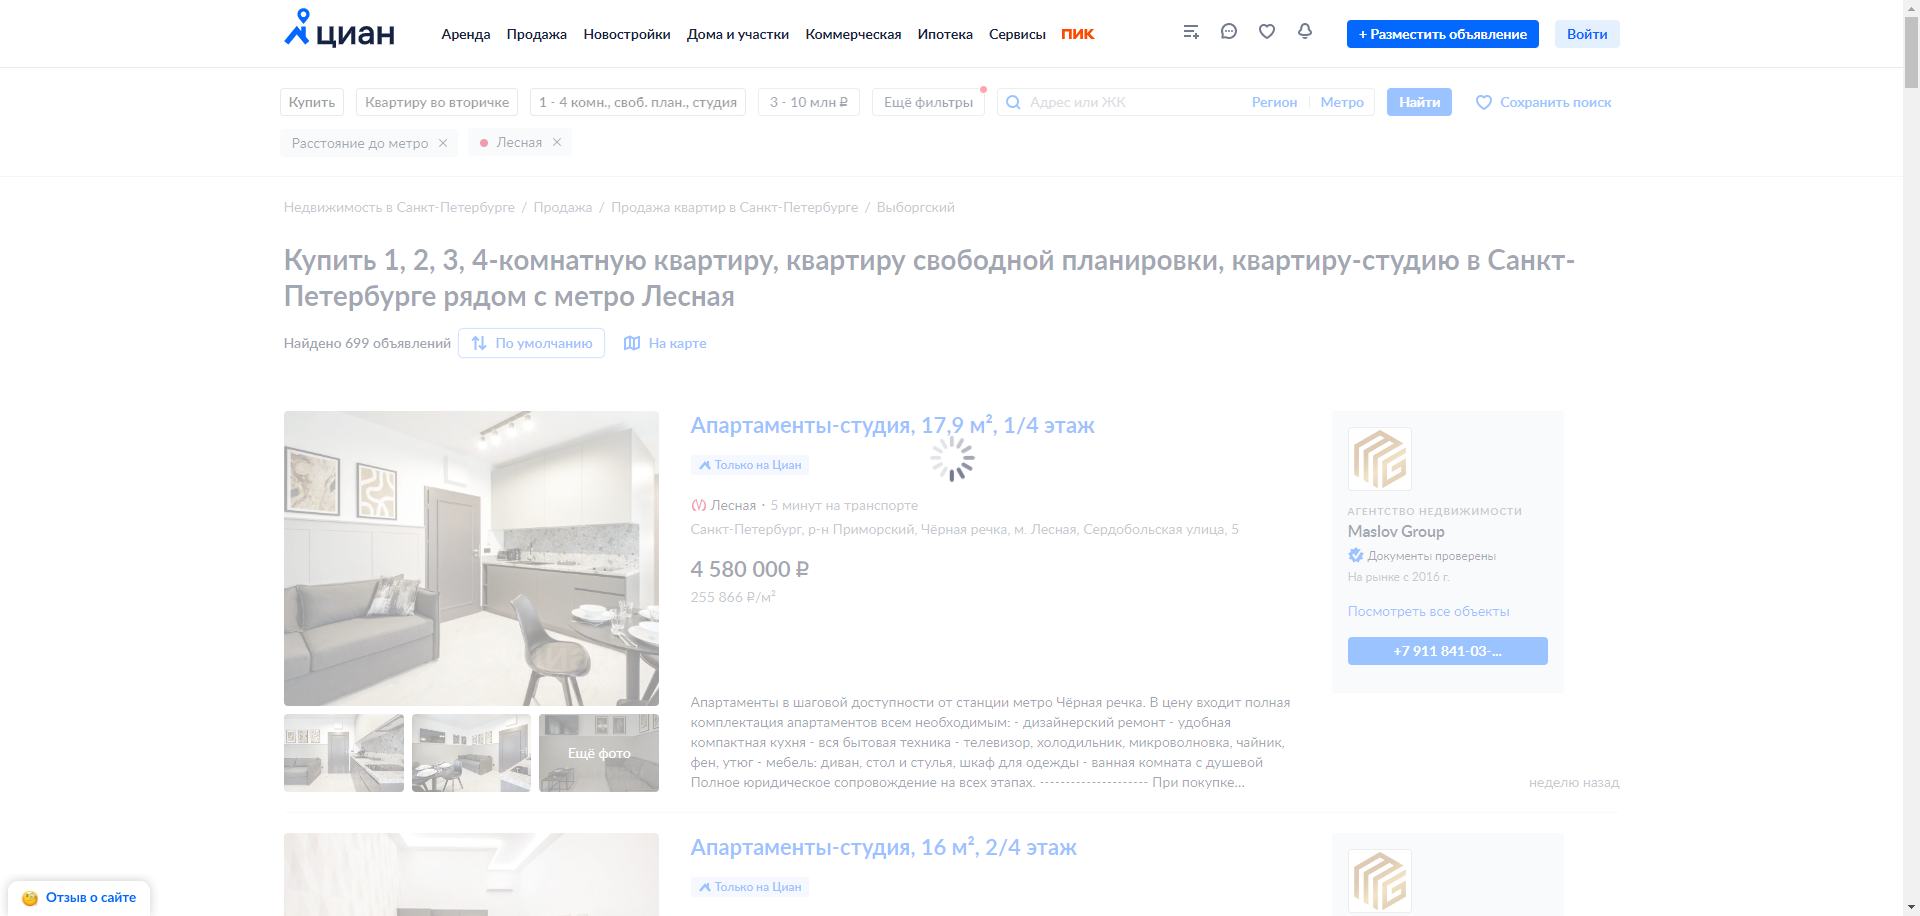 циан
Аренда Продажа Новостройки Дома и участки Коммерческая Ипотека Сервисы ПИК
+ Разместить объявление
Войти
Купить
Квартиру во вторичке
1 - 4 комн., своб. план., студия
3 - 10 млн ₽
Ещё фильтры
Адрес или ЖК
Регион
Метро
Найти
Сохранить поиск
Расстояние до метро
Лесная
Недвижимость в Санкт-Петербурге / Продажа / Продажа квартир в Санкт-Петербурге / Выборгский
Купить 1, 2, 3, 4-комнатную квартиру, квартиру свободной планировки, квартиру-студию в Санкт-
Петербурге рядом с метро Лесная
Найдено 699 объявлений
По умолчанию
На карте
Апартаменты-студия, 17,9 м², 1/4 этаж
Только на Циан
Лесная · 5 минут на транспорте
Санкт-Петербург, р-н Приморский, Чёрная речка, м. Лесная, Сердобольская улица, 5
4 580 000 ₽
255 866 ₽/м²
Апартаменты в шаговой доступности от станции метро Чёрная речка. В цену входит полная
комплектация апартаментов всем необходимым: - дизайнерский ремонт - удобная
компактная кухня - вся бытовая техника - телевизор, холодильник, микроволновка, чайник,
фен, утюг - мебель: диван, стол и стулья, шкаф для одежды - ванная комната с душевой
Полное юридическое сопровождение на всех этапах. --------------------- При покупке...
Ещё фото
АГЕНТСТВО НЕДВИЖИМОСТИ
Maslov Group
Документы проверены
На рынке с 2016 г.
Посмотреть все объекты
+7 911 841-03-...
неделю назад
Апартаменты-студия, 16 м², 2/4 этаж
Только на Циан
Отзыв о сайте